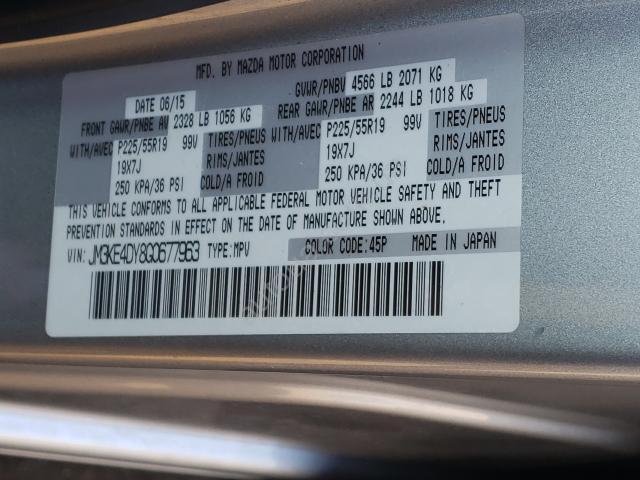 MFD. BY MAZDA MOTOR CORPORATION
DATE 06/15 GVWR/PNBV 4566 LB 2071 KG
FRONT GAWR/PNBE AV 2328 LB 1056 KG REAR GAWR/PNBE AR 2244 LB 1018 KG
WITH/AVEC P225/55R19 99V TIRES/PNEUS WITH/AVEC P225/55R19 99V TIRES/PNEUS
19X7J RIMS/JANTES 19X7J RIMS/JANTES
250 KPA/36 PSI COLD/A FROID 250 KPA/36 PSI COLD/A FROID
THIS VEHICLE CONFORMS TO ALL APPLICABLE FEDERAL MOTOR VEHICLE SAFETY AND THEFT
PREVENTION STANDARDS IN EFFECT ON THE DATE OF MANUFACTURE SHOWN ABOVE.
VIN: JM3KE4DY8G0677963 TYPE: MPV COLOR CODE: 45P MADE IN JAPAN